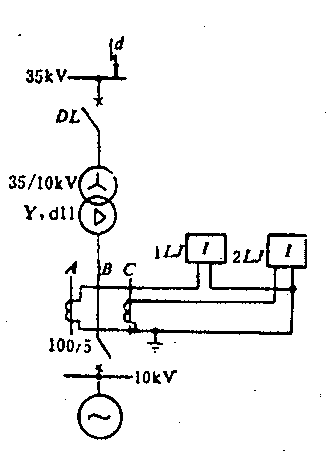 d
35kV
DL
35/10kV
Y,d11
1LJ
I
2LJ
I
A
B
C
100/5
10kV
~